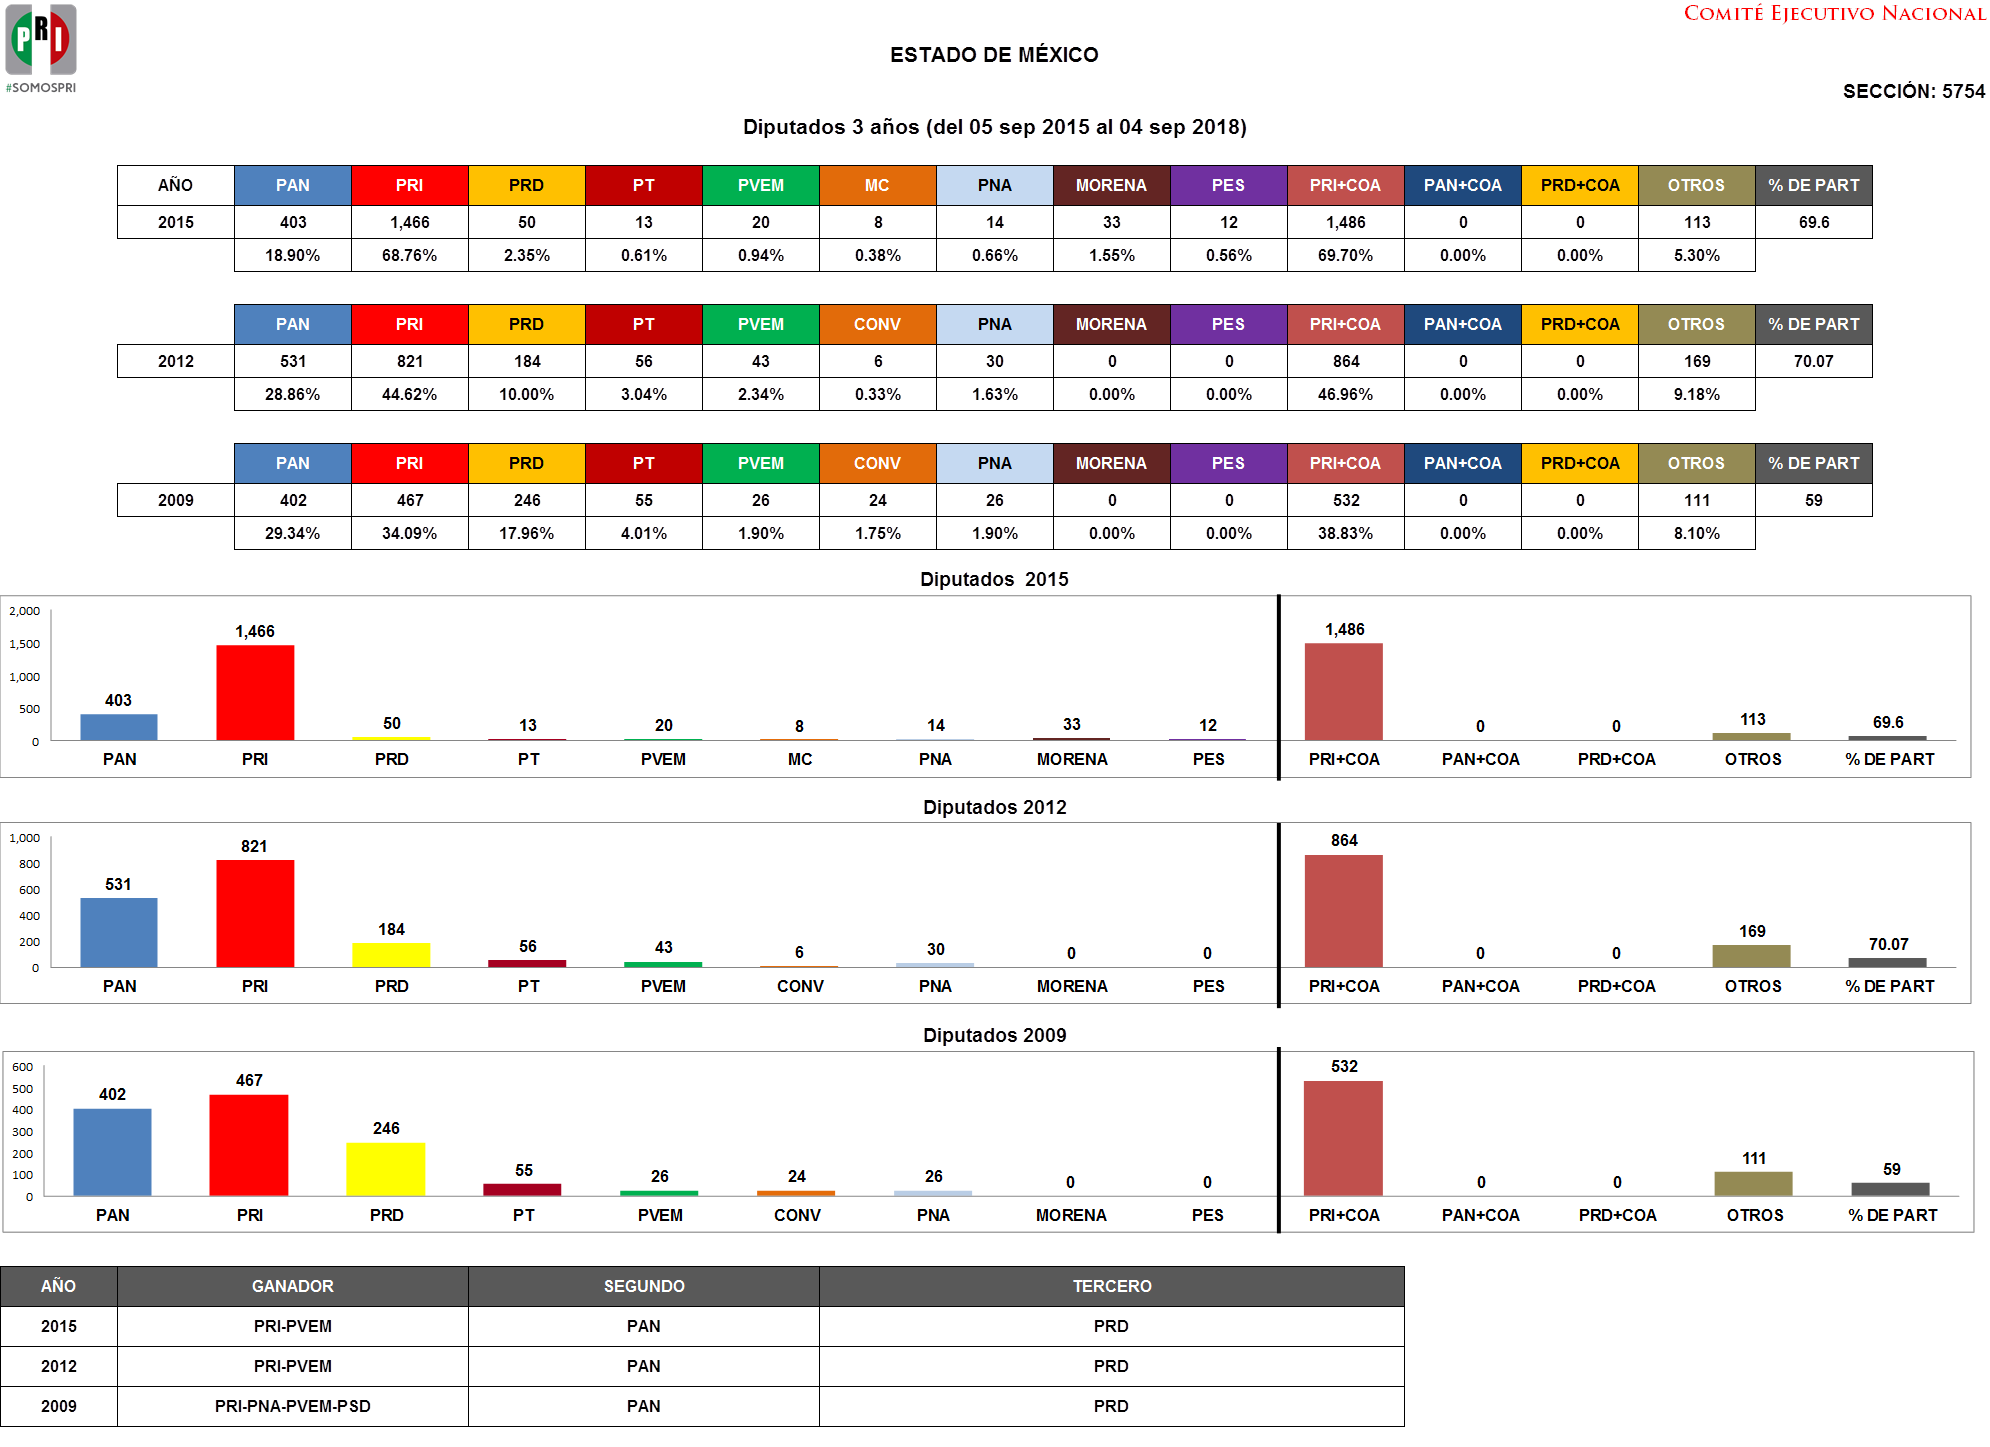 PRI
#SOMOSPRI
COMITÉ EJECUTIVO NACIONAL
ESTADO DE MÉXICO
SECCIÓN: 5754
Diputados 3 años (del 05 sep 2015 al 04 sep 2018)
AÑO PAN PRI PRD PT PVEM MC PNA MORENA PES PRI+COA PAN+COA PRD+COA OTROS % DE PART
2015 403 1,466 50 13 20 8 14 33 12 1,486 0 0 113 69.6
18.90% 68.76% 2.35% 0.61% 0.94% 0.38% 0.66% 1.55% 0.56% 69.70% 0.00% 0.00% 5.30%
PAN PRI PRD PT PVEM CONV PNA MORENA PES PRI+COA PAN+COA PRD+COA OTROS % DE PART
2012 531 821 184 56 43 6 30 0 0 864 0 0 169 70.07
28.86% 44.62% 10.00% 3.04% 2.34% 0.33% 1.63% 0.00% 0.00% 46.96% 0.00% 0.00% 9.18%
PAN PRI PRD PT PVEM CONV PNA MORENA PES PRI+COA PAN+COA PRD+COA OTROS % DE PART
2009 402 467 246 55 26 24 26 0 0 532 0 0 111 59
29.34% 34.09% 17.96% 4.01% 1.90% 1.75% 1.90% 0.00% 0.00% 38.83% 0.00% 0.00% 8.10%
Diputados 2015
2,000
1,500
1,000
500
0
403 1,466 50 13 20 8 14 33 12 1,486 0 0 113 69.6
PAN PRI PRD PT PVEM MC PNA MORENA PES PRI+COA PAN+COA PRD+COA OTROS % DE PART
Diputados 2012
1,000
800
600
400
200
0
531 821 184 56 43 6 30 0 0 864 0 0 169 70.07
PAN PRI PRD PT PVEM CONV PNA MORENA PES PRI+COA PAN+COA PRD+COA OTROS % DE PART
Diputados 2009
600
500
400
300
200
100
0
402 467 246 55 26 24 26 0 0 532 0 0 111 59
PAN PRI PRD PT PVEM CONV PNA MORENA PES PRI+COA PAN+COA PRD+COA OTROS % DE PART
AÑO GANADOR SEGUNDO TERCERO
2015 PRI-PVEM PAN PRD
2012 PRI-PVEM PAN PRD
2009 PRI-PNA-PVEM-PSD PAN PRD